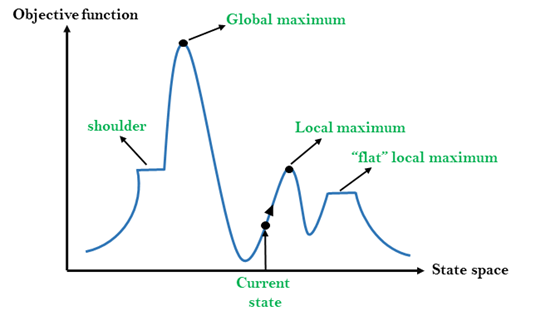 Objective function
Global maximum
shoulder
Local maximum
“flat” local maximum
Current
state
State space